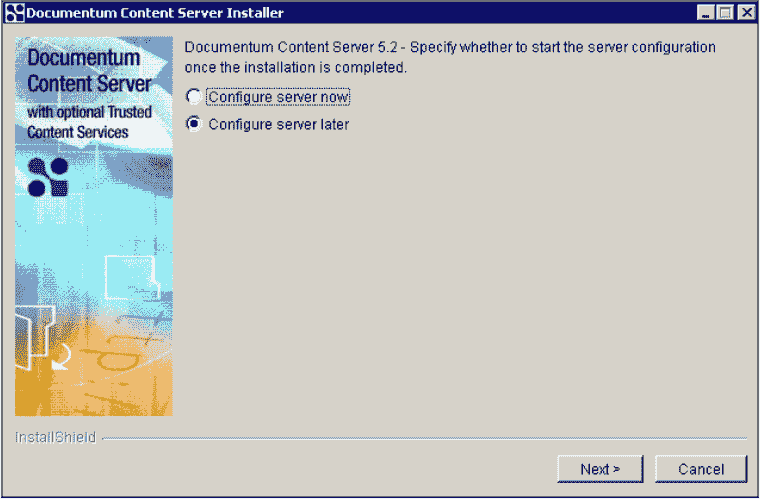 Documentum Content Server Installer
Documentum
Content Server
with optional Trusted
Content Services
Documentum Content Server 5.2 - Specify whether to start the server configuration
once the installation is completed.
Configure server now
Configure server later
InstallShield
Next >
Cancel